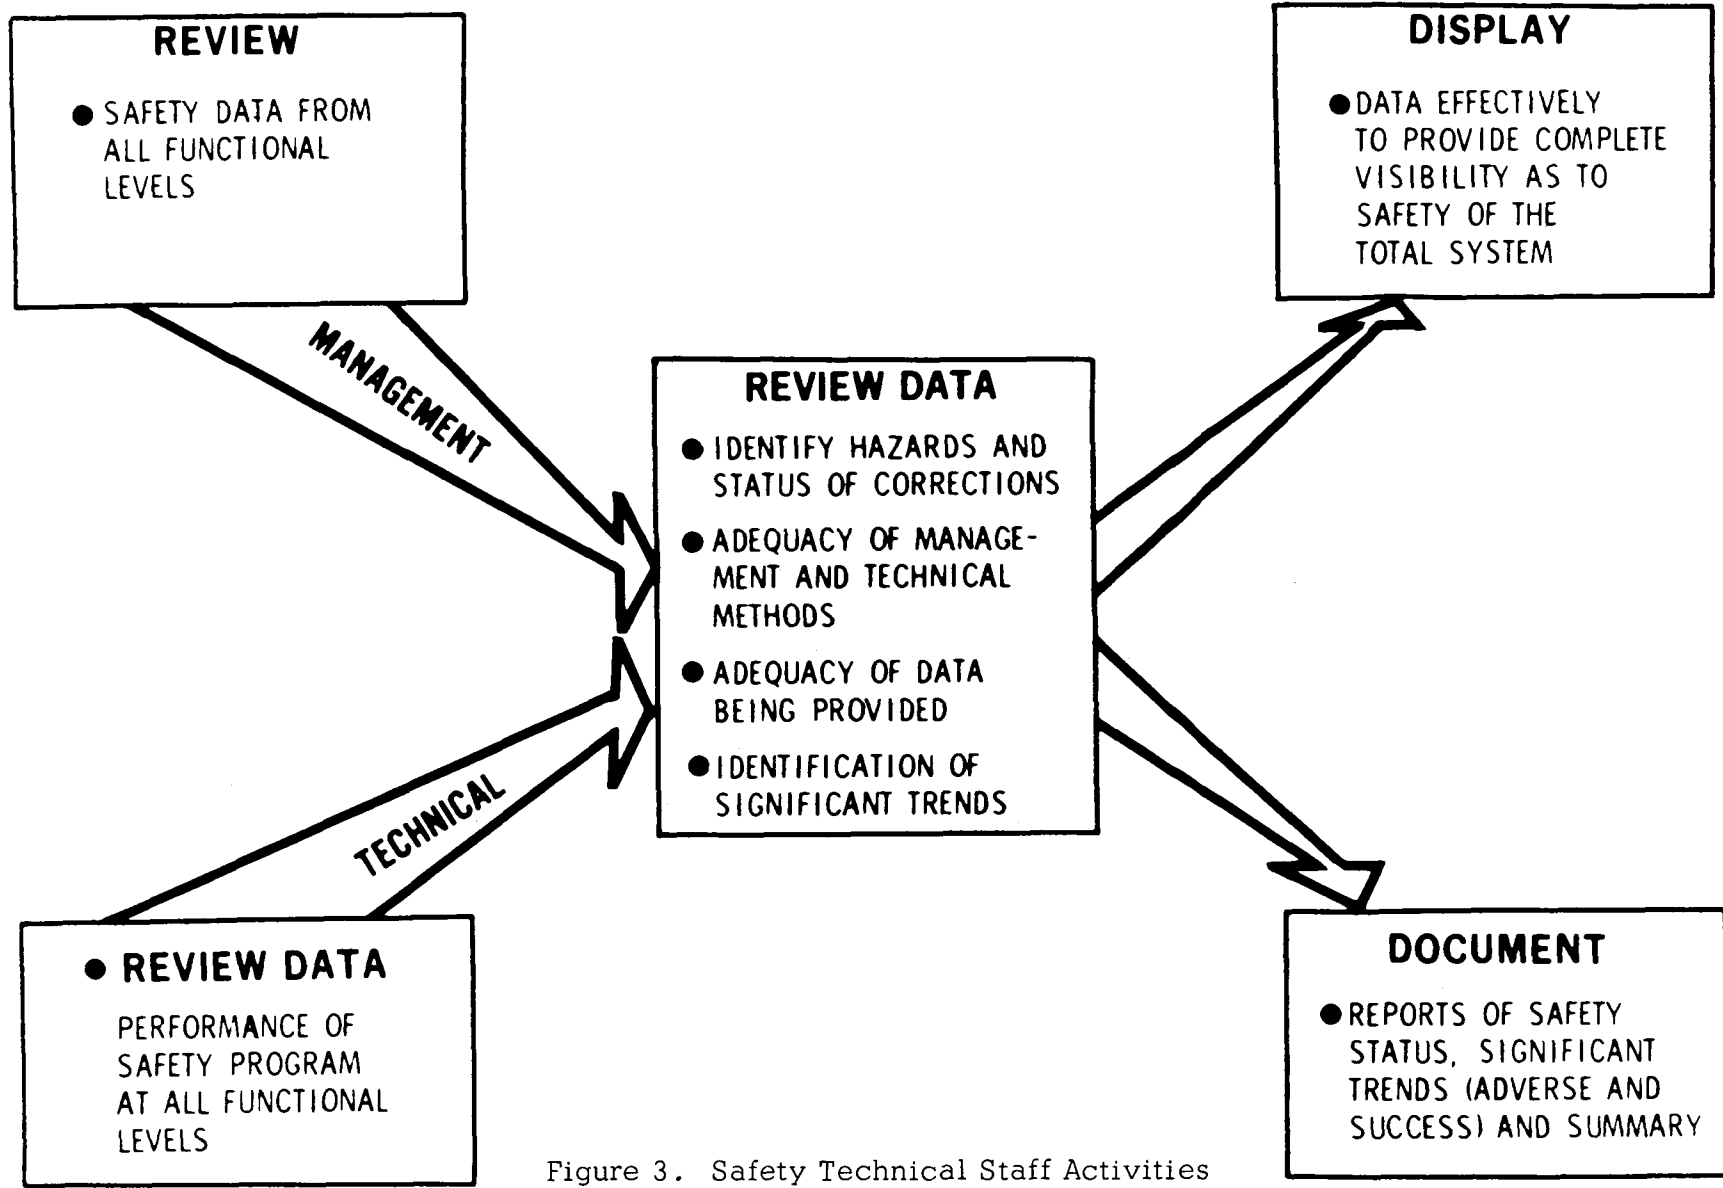 REVIEW
● SAFETY DATA FROM
ALL FUNCTIONAL
LEVELS
DISPLAY
● DATA EFFECTIVELY
TO PROVIDE COMPLETE
VISIBILITY AS TO
SAFETY OF THE
TOTAL SYSTEM
MANAGEMENT
REVIEW DATA
● IDENTIFY HAZARDS AND
STATUS OF CORRECTIONS
● ADEQUACY OF MANAGE-
MENT AND TECHNICAL
METHODS
● ADEQUACY OF DATA
BEING PROVIDED
● IDENTIFICATION OF
SIGNIFICANT TRENDS
TECHNICAL
● REVIEW DATA
PERFORMANCE OF
SAFETY PROGRAM
AT ALL FUNCTIONAL
LEVELS
DOCUMENT
● REPORTS OF SAFETY
STATUS, SIGNIFICANT
TRENDS (ADVERSE AND
SUCCESS) AND SUMMARY
Figure 3. Safety Technical Staff Activities